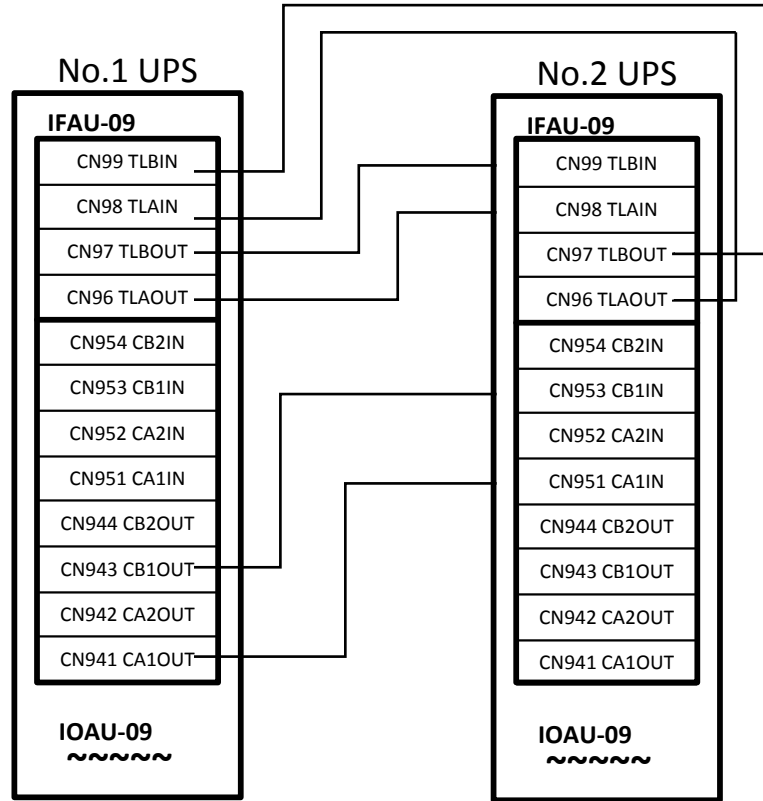 No.1 UPS
IFAU-09
CN99 TLBIN
CN98 TLAIN
CN97 TLBOUT
CN96 TLAOUT
CN954 CB2IN
CN953 CB1IN
CN952 CA2IN
CN951 CA1IN
CN944 CB2OUT
CN943 CB1OUT
CN942 CA2OUT
CN941 CA1OUT
IOAU-09
~~~~~
No.2 UPS
IFAU-09
CN99 TLBIN
CN98 TLAIN
CN97 TLBOUT
CN96 TLAOUT
CN954 CB2IN
CN953 CB1IN
CN952 CA2IN
CN951 CA1IN
CN944 CB2OUT
CN943 CB1OUT
CN942 CA2OUT
CN941 CA1OUT
IOAU-09
~~~~~